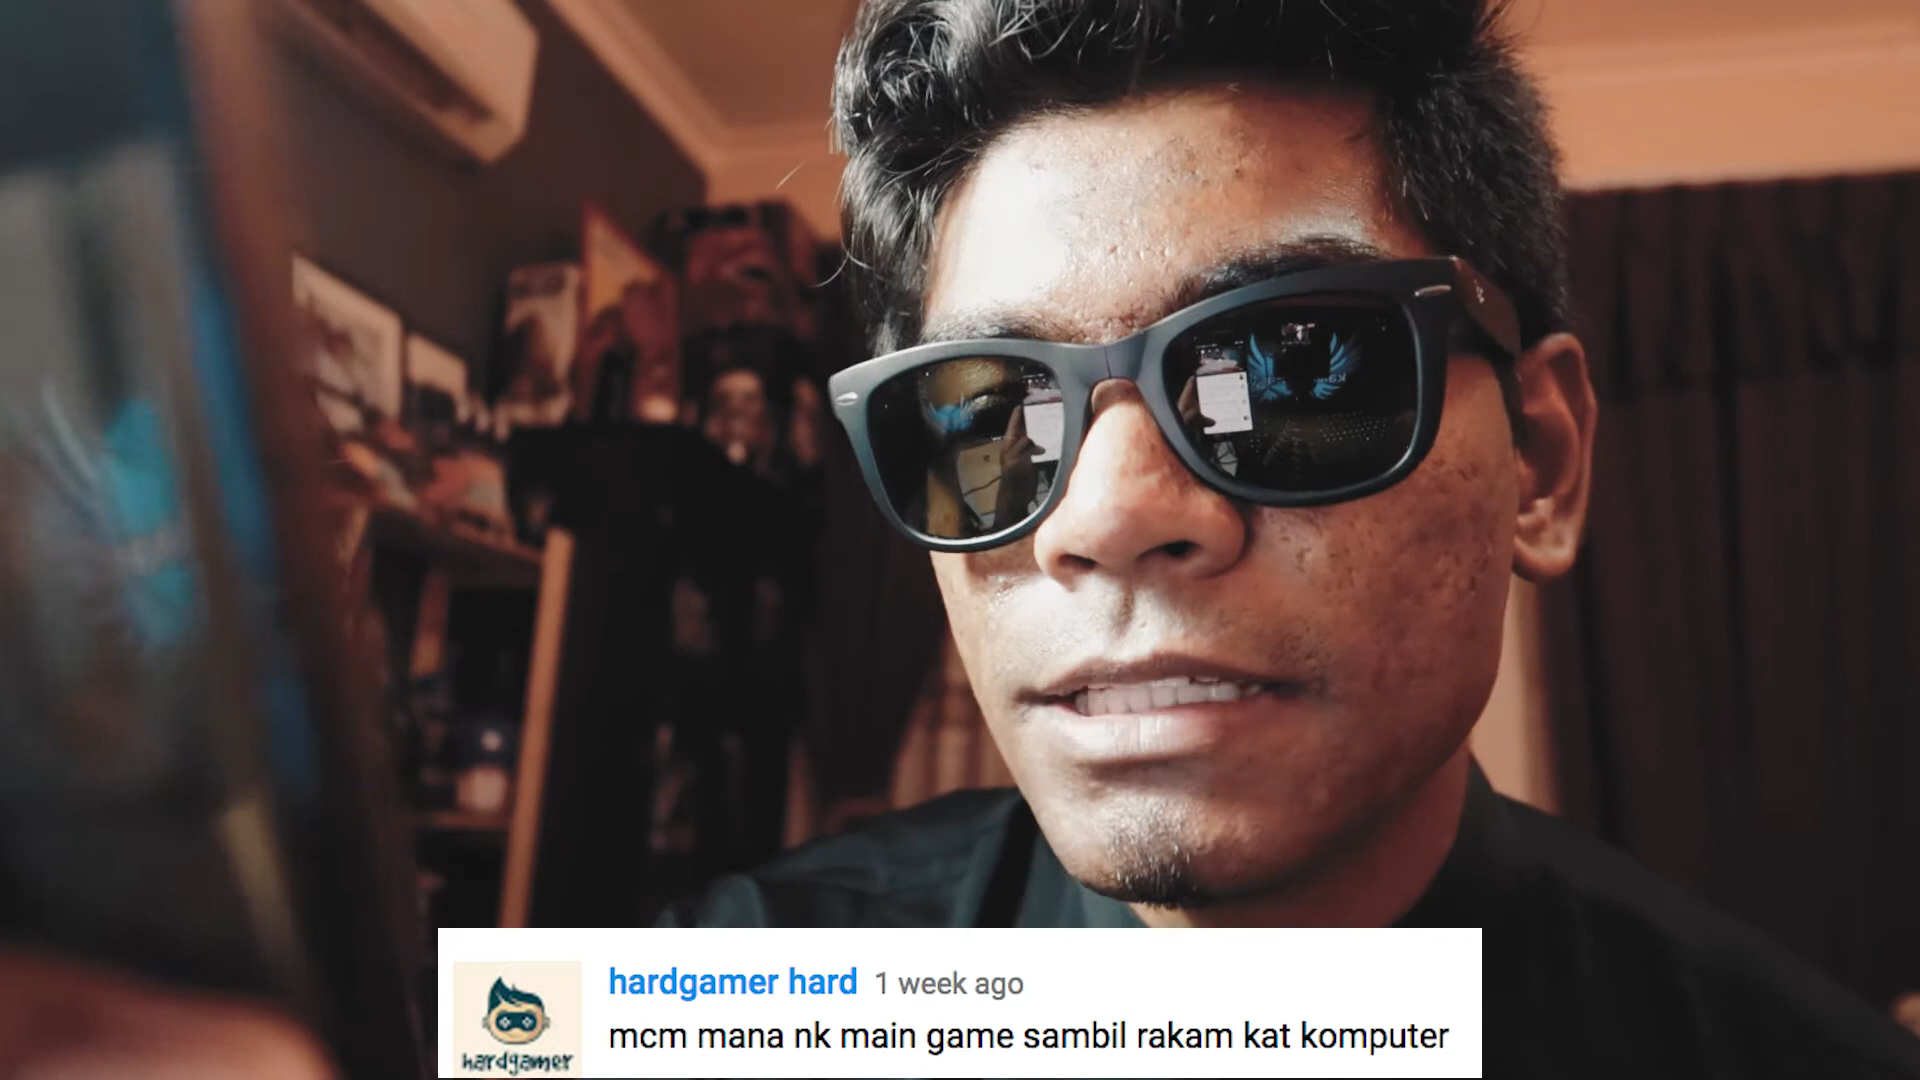 hardgamer hard 1 week ago
mcm mana nk main game sambil rakam kat komputer
hardgamer